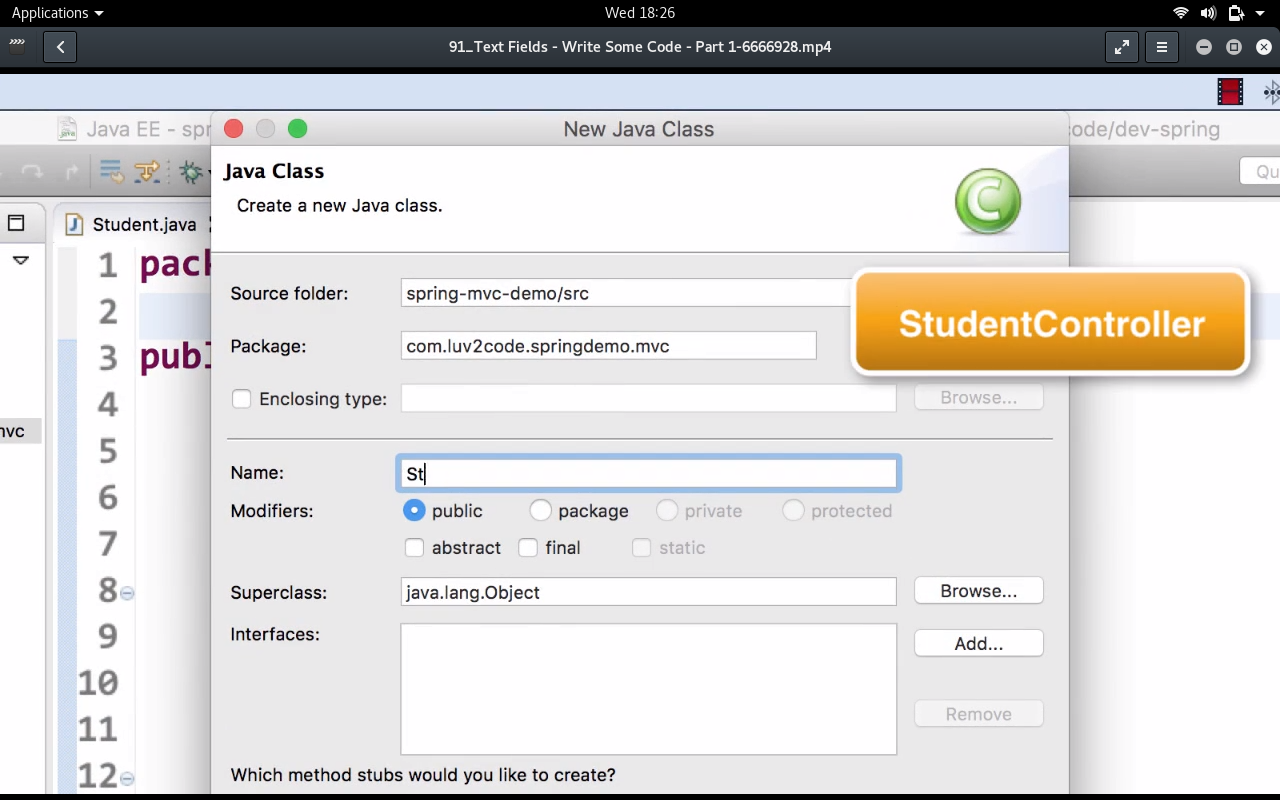 Applications
Wed 18:26
91_Text Fields - Write Some Code - Part 1-6666928.mp4
Java EE - spr
New Java Class
code/dev-spring
Java Class
Create a new Java class.
Qu
Student.java
1 pack
2
3 publ
4
5
6
7
8
9
10
11
12
mvc
Source folder: spring-mvc-demo/src
StudentController
Package: com.luv2code.springdemo.mvc
Enclosing type: Browse...
Name: St
Modifiers: public package private protected
abstract final static
Superclass: java.lang.Object Browse...
Interfaces: Add...
Remove
Which method stubs would you like to create?